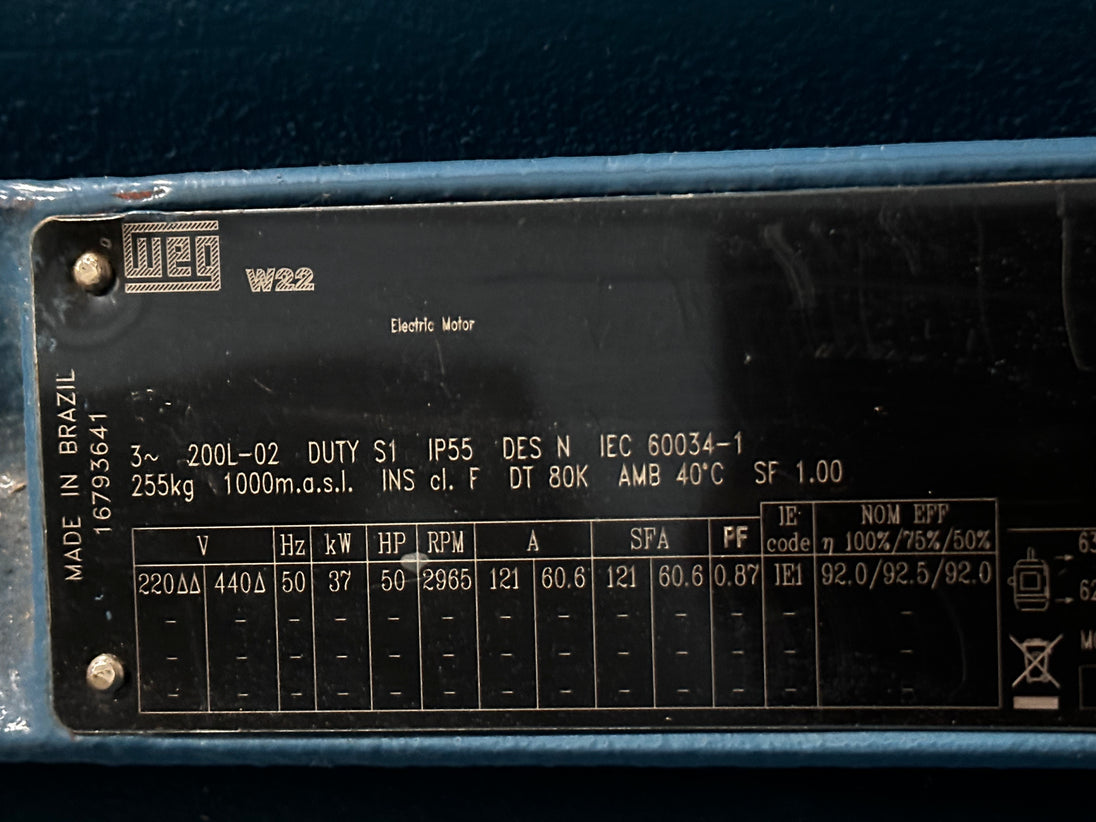 WEG W22
Electric Motor
MADE IN BRAZIL
16793641
3~ 200L-02 DUTY S1 IP55 DES N IEC 60034-1
255kg 1000m.a.s.l. INS cl. F DT 80K AMB 40°C SF 1.00
V Hz kW HP RPM A SFA PF IE code NOM EFF η 100%/75%/50%
220ΔΔ 440Δ 50 37 50 2965 121 60.6 121 60.6 0.87 IE1 92.0/92.5/92.0
- - - - - - - - - - - - -
- - - - - - - - - - - - -
- - - - - - - - - - - - -